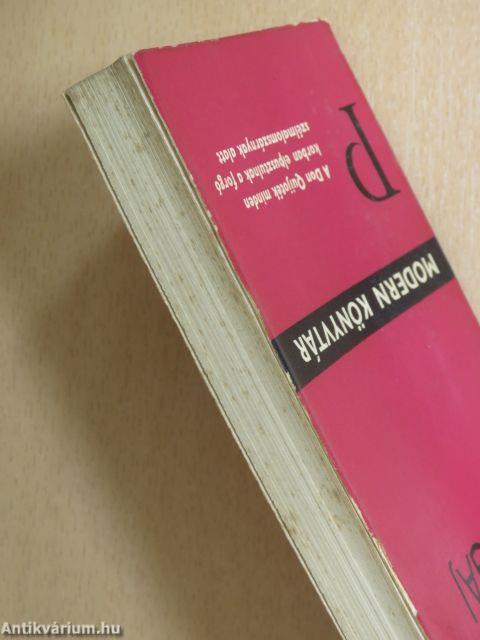 A Don Quijoték minden
korban elpusztulnak a forgó
szélmalomszárnyak alatt
P
MODERN KÖNYVTÁR
Antikvárium.hu